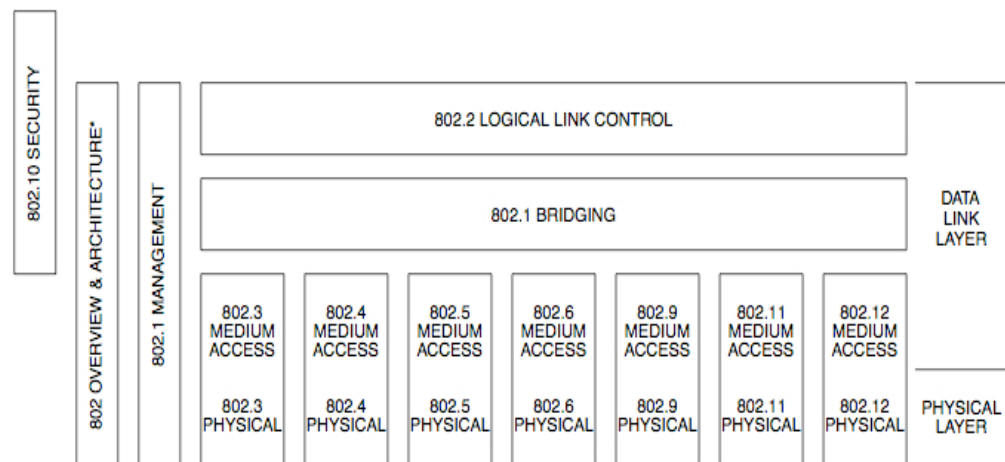 802.10 SECURITY
802 OVERVIEW & ARCHITECTURE*
802.1 MANAGEMENT
802.2 LOGICAL LINK CONTROL
802.1 BRIDGING
DATA
LINK
LAYER
802.3
MEDIUM
ACCESS
802.4
MEDIUM
ACCESS
802.5
MEDIUM
ACCESS
802.6
MEDIUM
ACCESS
802.9
MEDIUM
ACCESS
802.11
MEDIUM
ACCESS
802.12
MEDIUM
ACCESS
802.3
PHYSICAL
802.4
PHYSICAL
802.5
PHYSICAL
802.6
PHYSICAL
802.9
PHYSICAL
802.11
PHYSICAL
802.12
PHYSICAL
PHYSICAL
LAYER